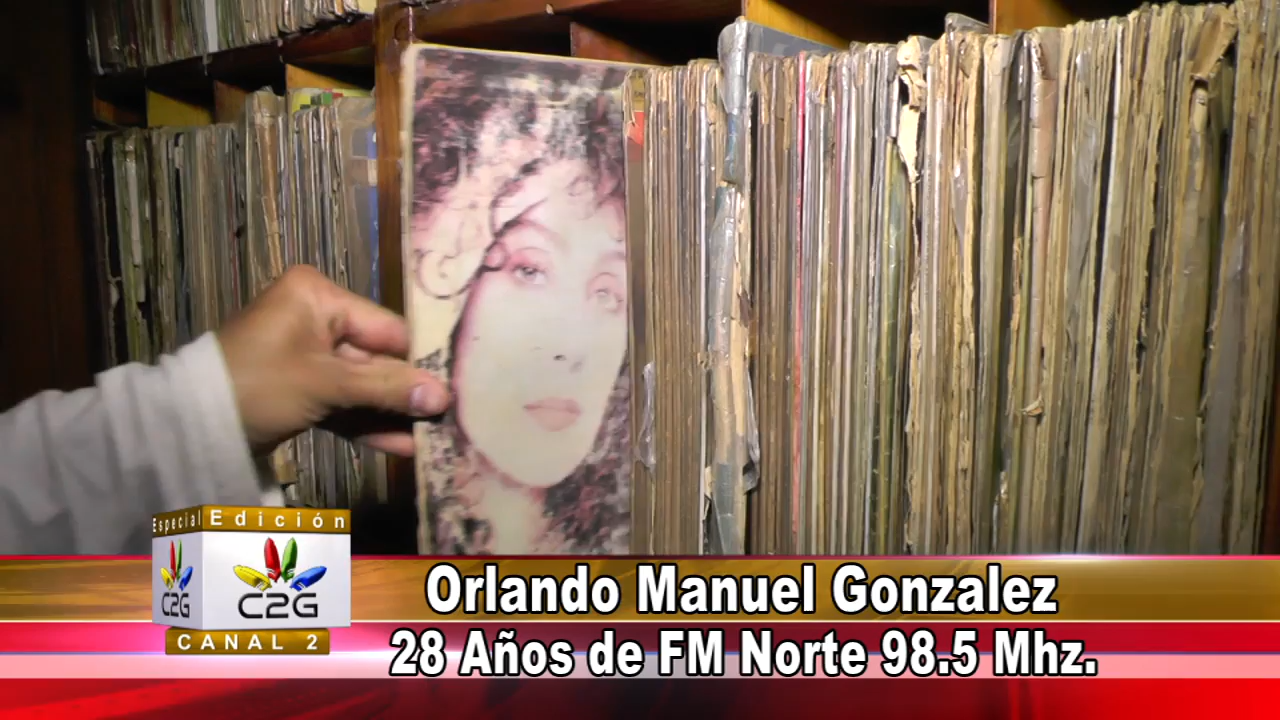 Especial Edición
C2G C2G
CANAL 2
Orlando Manuel Gonzalez
28 Años de FM Norte 98.5 Mhz.